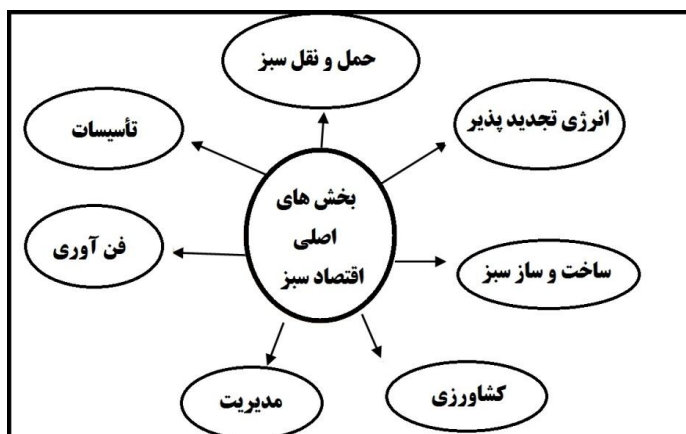 حمل و نقل سبز
انرژی تجدید پذیر
تأسیسات
بخش های
اصلی
اقتصاد سبز
فن آوری
ساخت و ساز سبز
کشاورزی
مدیریت